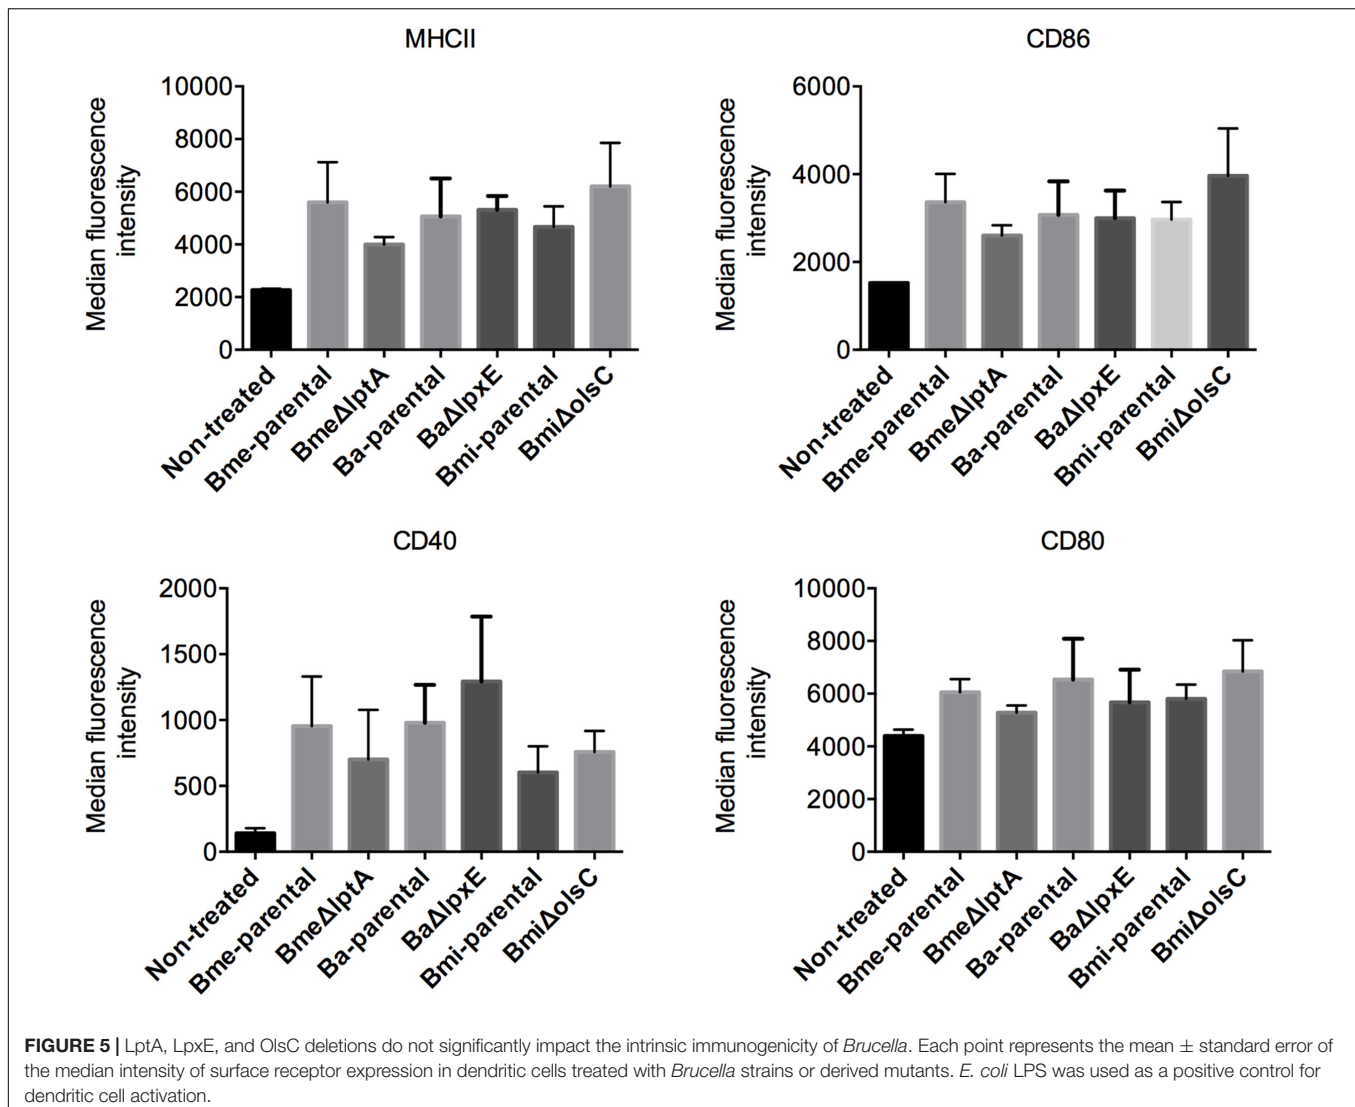 MHCII
Median fluorescence
intensity
10000
8000
6000
4000
2000
0
Non-treated
Bme-parental
BmeΔlptA
Ba-parental
BaΔlpxE
Bmi-parental
BmiΔolsC
CD86
Median fluorescence
intensity
6000
4000
2000
0
Non-treated
Bme-parental
BmeΔlptA
Ba-parental
BaΔlpxE
Bmi-parental
BmiΔolsC
CD40
Median fluorescence
intensity
2000
1500
1000
500
0
Non-treated
Bme-parental
BmeΔlptA
Ba-parental
BaΔlpxE
Bmi-parental
BmiΔolsC
CD80
Median fluorescence
intensity
10000
8000
6000
4000
2000
0
Non-treated
Bme-parental
BmeΔlptA
Ba-parental
BaΔlpxE
Bmi-parental
BmiΔolsC
FIGURE 5 | LptA, LpxE, and OlsC deletions do not significantly impact the intrinsic immunogenicity of Brucella. Each point represents the mean ± standard error of
the median intensity of surface receptor expression in dendritic cells treated with Brucella strains or derived mutants. E. coli LPS was used as a positive control for
dendritic cell activation.